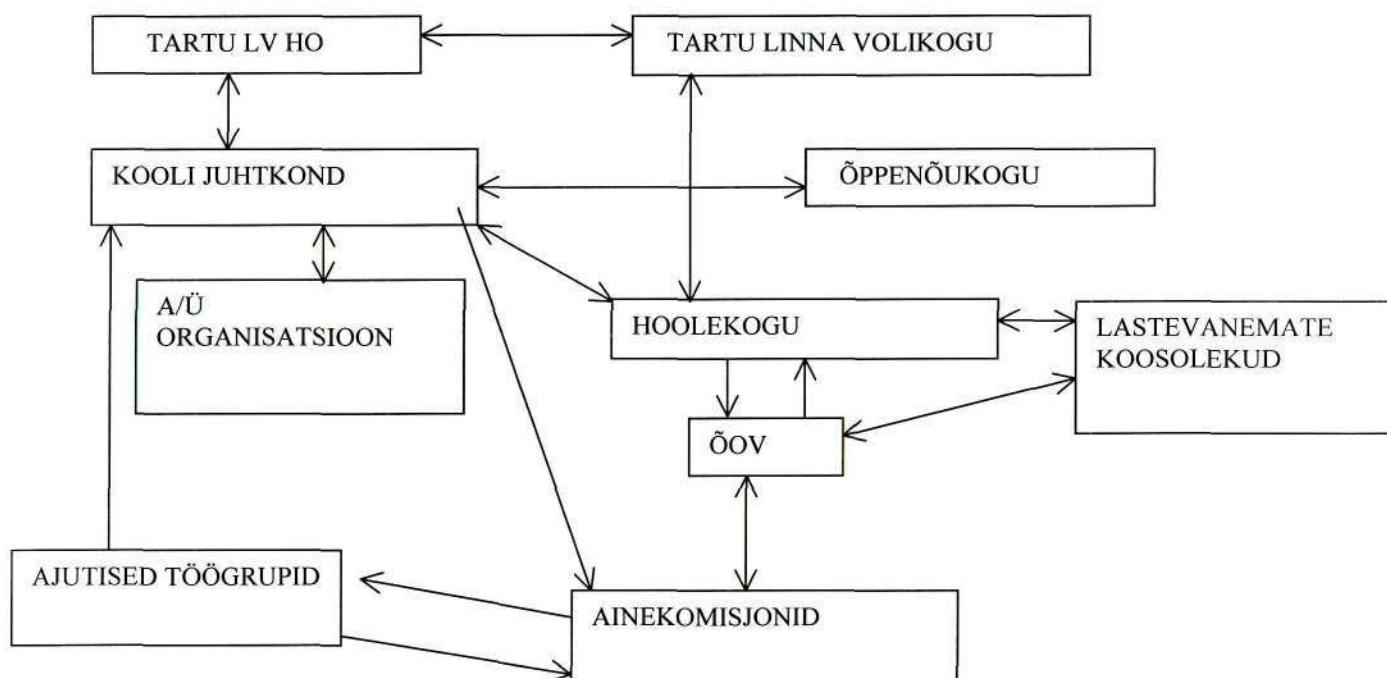 TARTU LV HO
TARTU LINNA VOLIKOGU
KOOLI JUHTKOND
ÕPPENÕUKOGU
A/Ü
ORGANISATSIOON
HOOLEKOGU
LASTEVANEMATE
KOOSOLEKUD
ÕOV
AJUTISED TÖÖGRUPID
AINEKOMISJONID